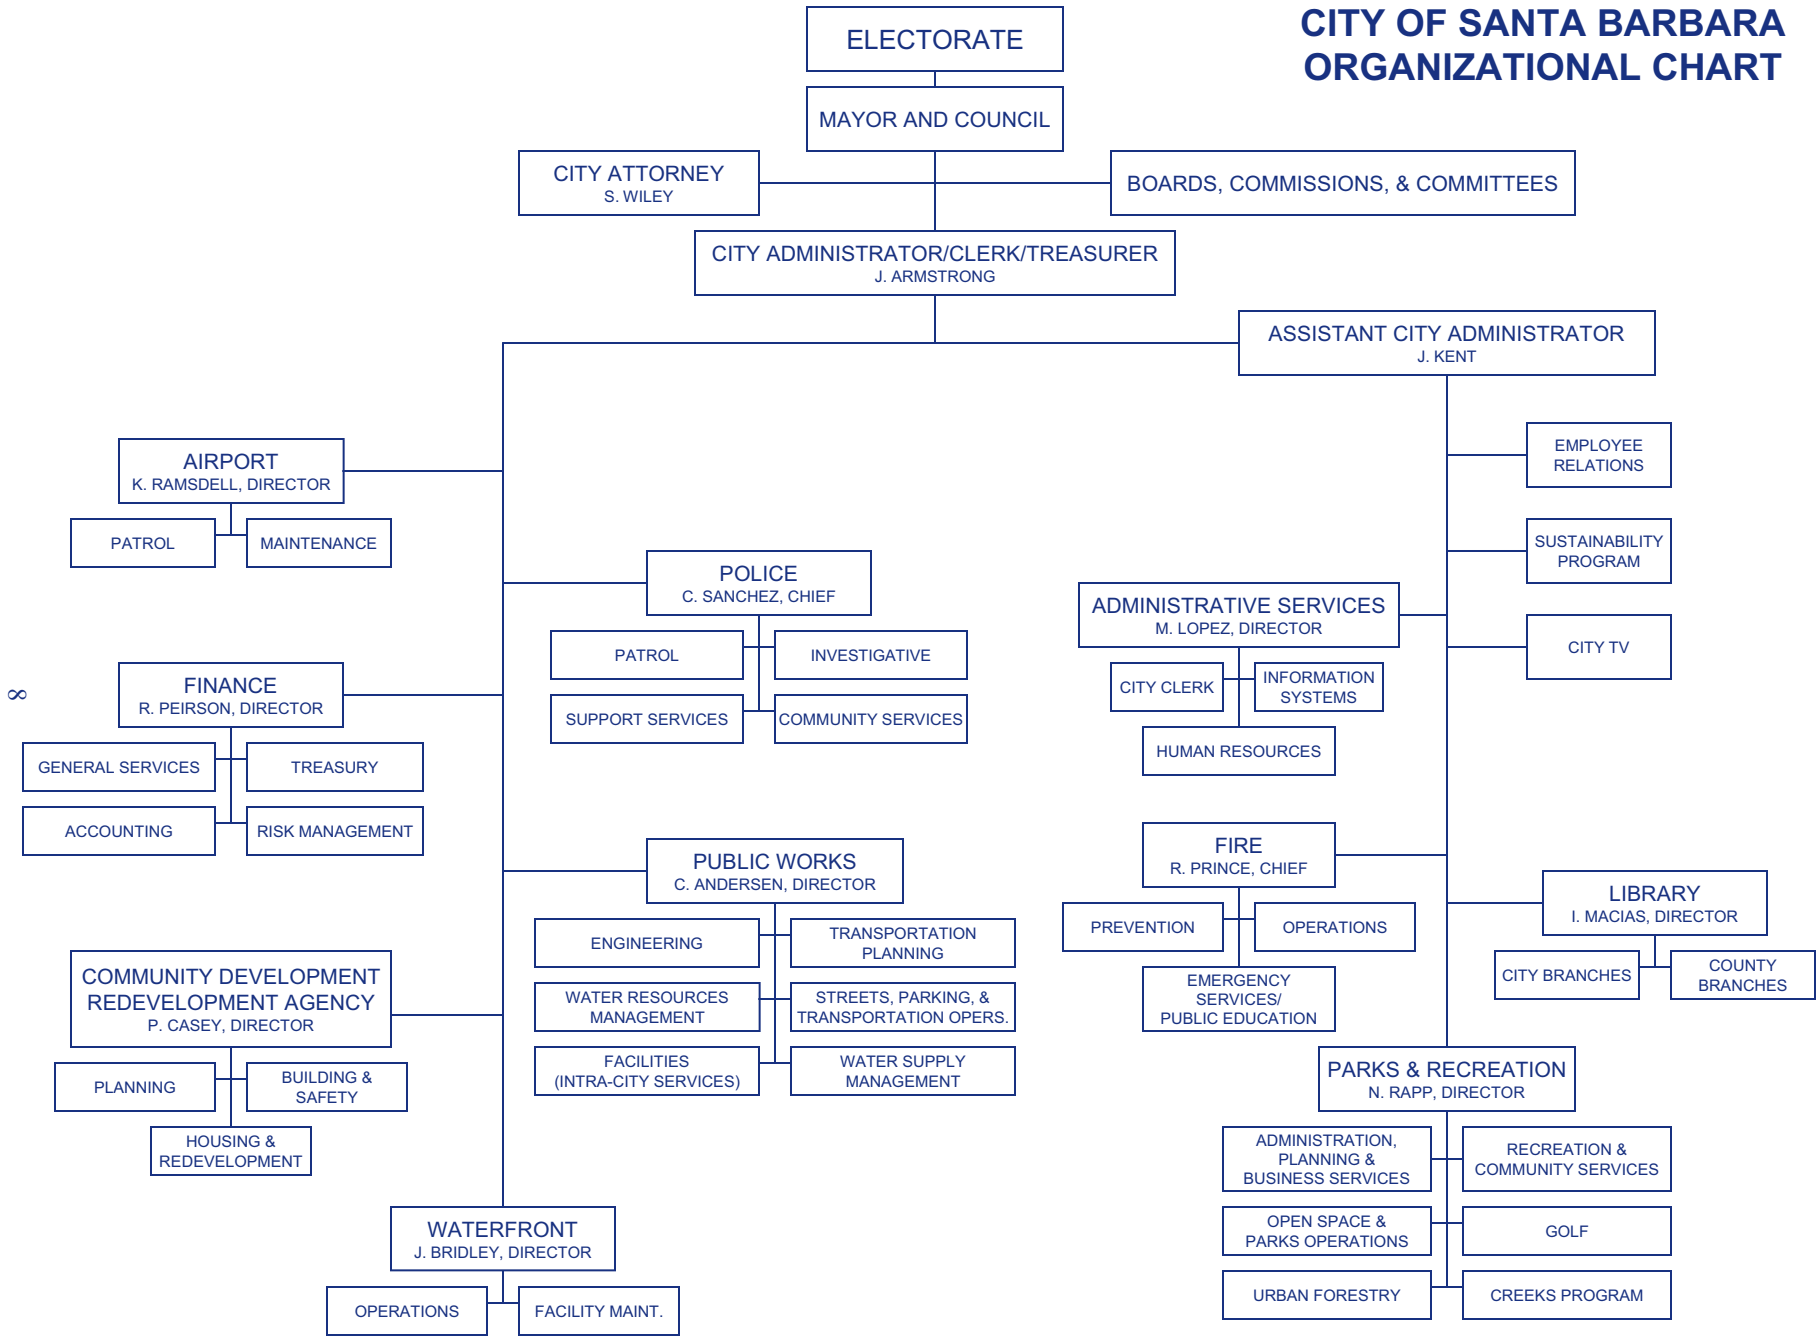 CITY OF SANTA BARBARA
ORGANIZATIONAL CHART
ELECTORATE
MAYOR AND COUNCIL
CITY ATTORNEY
S. WILEY
BOARDS, COMMISSIONS, & COMMITTEES
CITY ADMINISTRATOR/CLERK/TREASURER
J. ARMSTRONG
ASSISTANT CITY ADMINISTRATOR
J. KENT
AIRPORT
K. RAMSDELL, DIRECTOR
PATROL
MAINTENANCE
FINANCE
R. PEIRSON, DIRECTOR
GENERAL SERVICES
TREASURY
ACCOUNTING
RISK MANAGEMENT
COMMUNITY DEVELOPMENT
REDEVELOPMENT AGENCY
P. CASEY, DIRECTOR
PLANNING
BUILDING &
SAFETY
HOUSING &
REDEVELOPMENT
POLICE
C. SANCHEZ, CHIEF
PATROL
INVESTIGATIVE
SUPPORT SERVICES
COMMUNITY SERVICES
PUBLIC WORKS
C. ANDERSEN, DIRECTOR
ENGINEERING
TRANSPORTATION
PLANNING
WATER RESOURCES
MANAGEMENT
STREETS, PARKING, &
TRANSPORTATION OPERS.
FACILITIES
(INTRA-CITY SERVICES)
WATER SUPPLY
MANAGEMENT
WATERFRONT
J. BRIDLEY, DIRECTOR
OPERATIONS
FACILITY MAINT.
EMPLOYEE
RELATIONS
SUSTAINABILITY
PROGRAM
CITY TV
ADMINISTRATIVE SERVICES
M. LOPEZ, DIRECTOR
CITY CLERK
INFORMATION
SYSTEMS
HUMAN RESOURCES
FIRE
R. PRINCE, CHIEF
PREVENTION
OPERATIONS
EMERGENCY
SERVICES/
PUBLIC EDUCATION
LIBRARY
I. MACIAS, DIRECTOR
CITY BRANCHES
COUNTY
BRANCHES
PARKS & RECREATION
N. RAPP, DIRECTOR
ADMINISTRATION,
PLANNING &
BUSINESS SERVICES
RECREATION &
COMMUNITY SERVICES
OPEN SPACE &
PARKS OPERATIONS
GOLF
URBAN FORESTRY
CREEKS PROGRAM
8